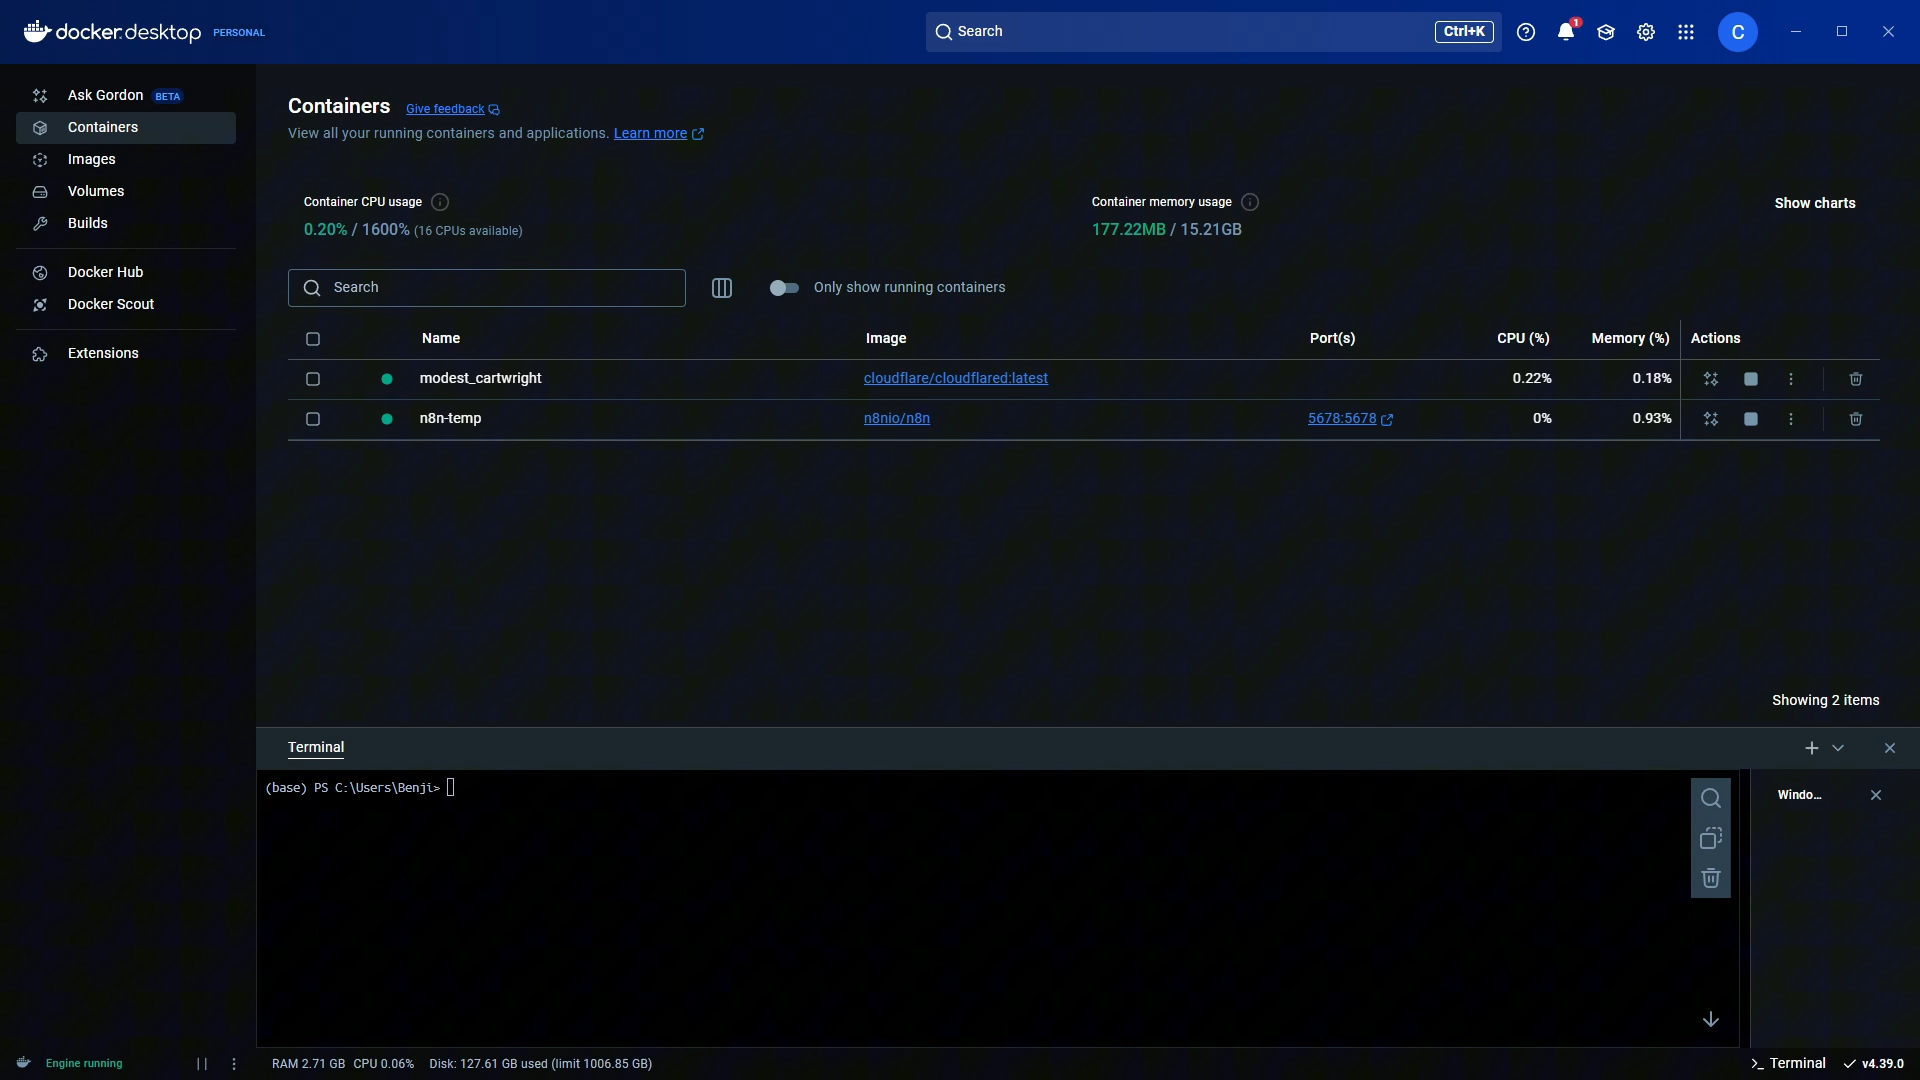 docker.desktop PERSONAL
Search
Ctrl+K
1
C
Ask Gordon BETA
Containers
Images
Volumes
Builds
Docker Hub
Docker Scout
Extensions
Containers Give feedback
View all your running containers and applications. Learn more
Container CPU usage
0.20% / 1600% (16 CPUs available)
Container memory usage
177.22MB / 15.21GB
Show charts
Search
Only show running containers
Name Image Port(s) CPU (%) Memory (%) Actions
modest_cartwright cloudflare/cloudflared:latest 0.22% 0.18%
n8n-temp n8nio/n8n 5678:5678 0% 0.93%
Showing 2 items
Terminal
(base) PS C:\Users\Benji>
Windo...
Engine running
RAM 2.71 GB CPU 0.06% Disk: 127.61 GB used (limit 1006.85 GB)
Terminal
v4.39.0